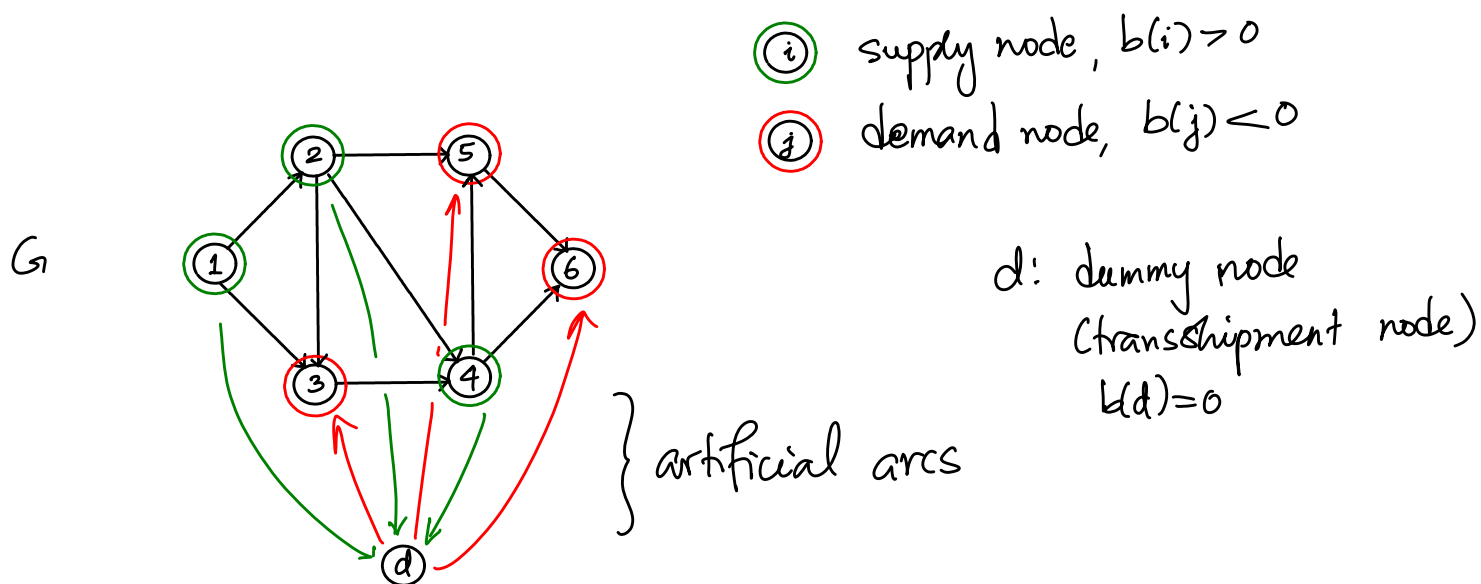 i supply node, b(i) > 0
j demand node, b(j) < 0
2 5
G 1 6
d: dummy node
(transshipment node)
b(d)=0
3 4
} artificial arcs
d